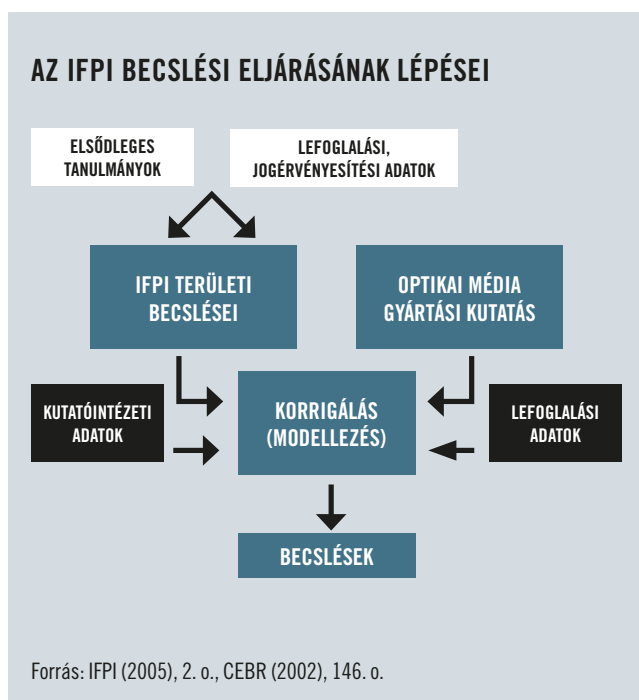 AZ IFPI BECSLÉSI ELJÁRÁSÁNAK LÉPÉSEI
ELSŐDLEGES
TANULMÁNYOK
LEFOGLALÁSI,
JOGÉRVÉNYESÍTÉSI ADATOK
IFPI TERÜLETI
BECSLÉSEI
OPTIKAI MÉDIA
GYÁRTÁSI KUTATÁS
KUTATÓINTÉZETI
ADATOK
KORRIGÁLÁS
(MODELLEZÉS)
LEFOGLALÁSI
ADATOK
BECSLÉSEK
Forrás: IFPI (2005), 2. o., CEBR (2002), 146. o.